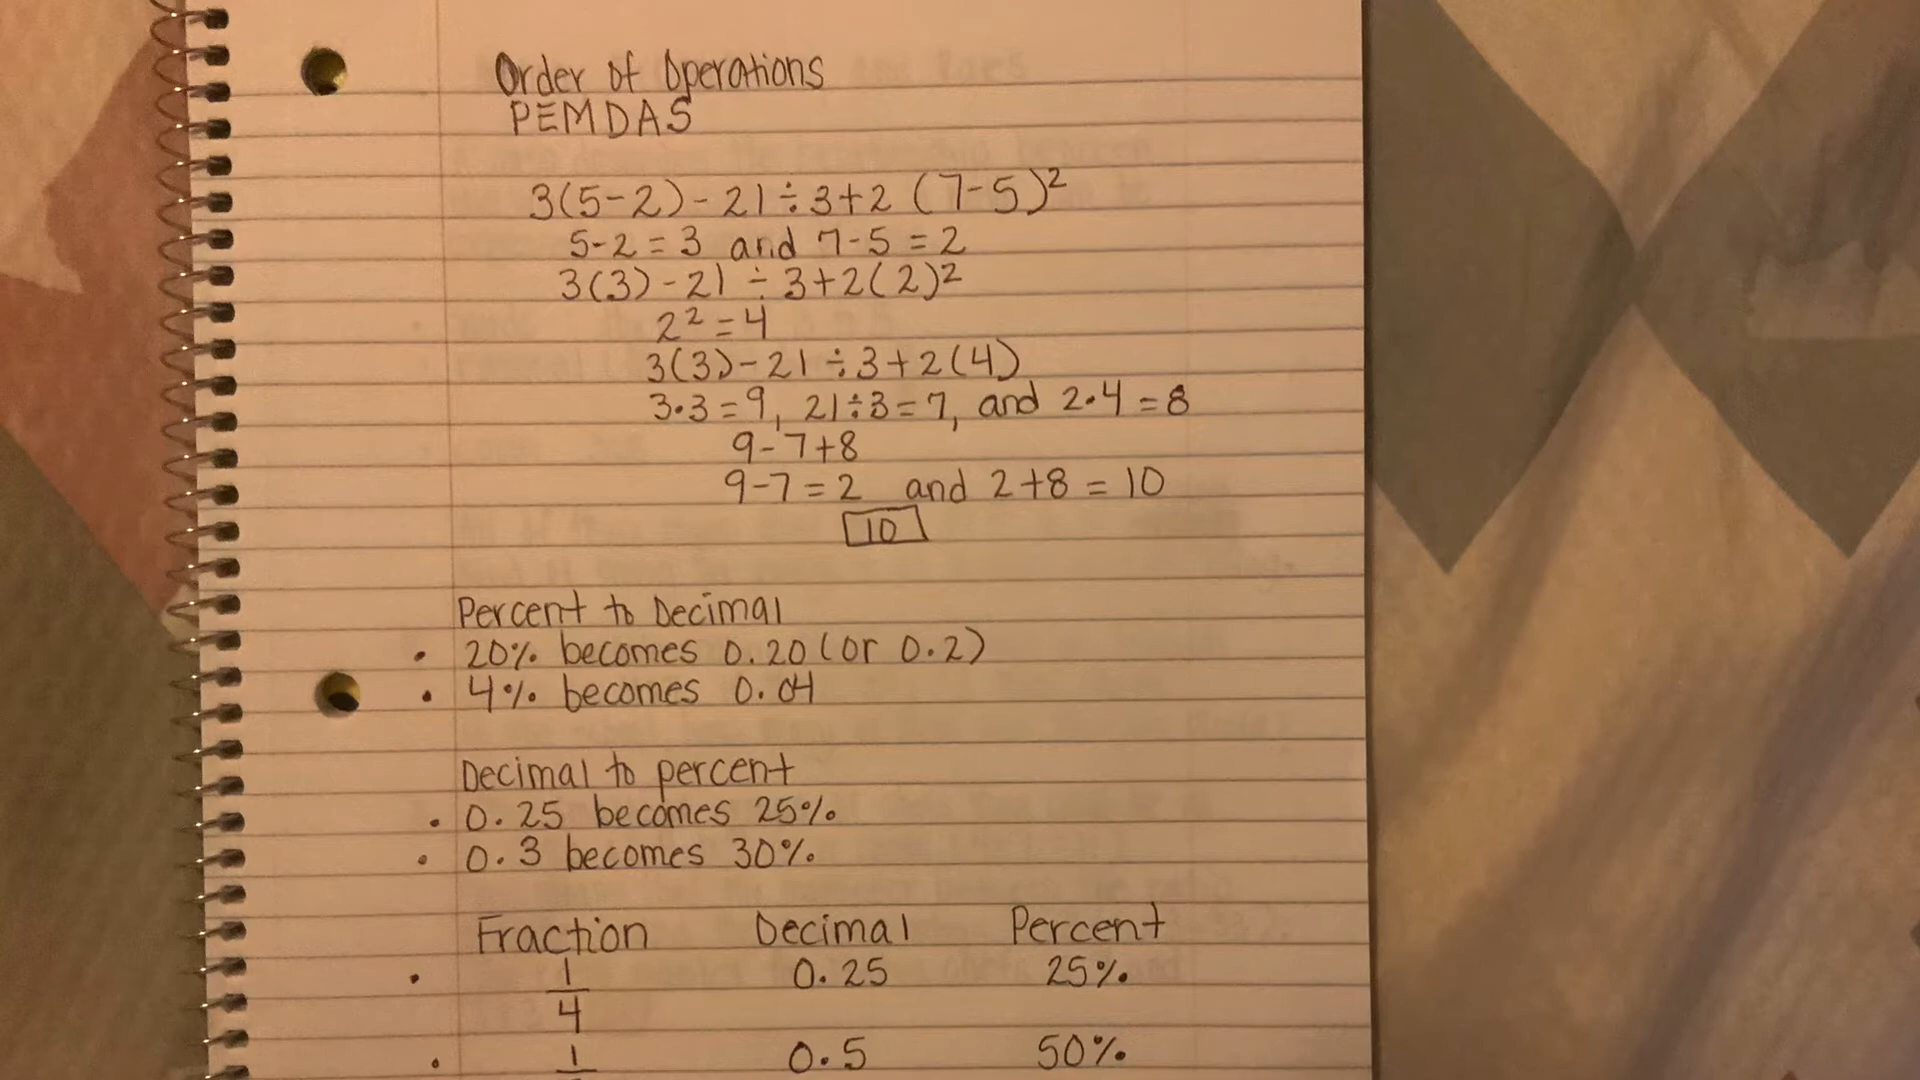 Order of Operations
PEMDAS
3(5-2)-21÷3+2 (7-5)²
5-2=3 and 7-5=2
3(3)-21 ÷ 3+2(2)²
2²=4
3(3)-21÷3+2(4)
3·3=9, 21÷3=7, and 2·4=8
9-7+8
9-7=2 and 2+8=10
10
Percent to Decimal
• 20% becomes 0.20 (or 0.2)
• 4% becomes 0.04
Decimal to percent
• 0.25 becomes 25%
• 0.3 becomes 30%
Fraction Decimal Percent
• 1/4 0.25 25%
• 1 0.5 50%